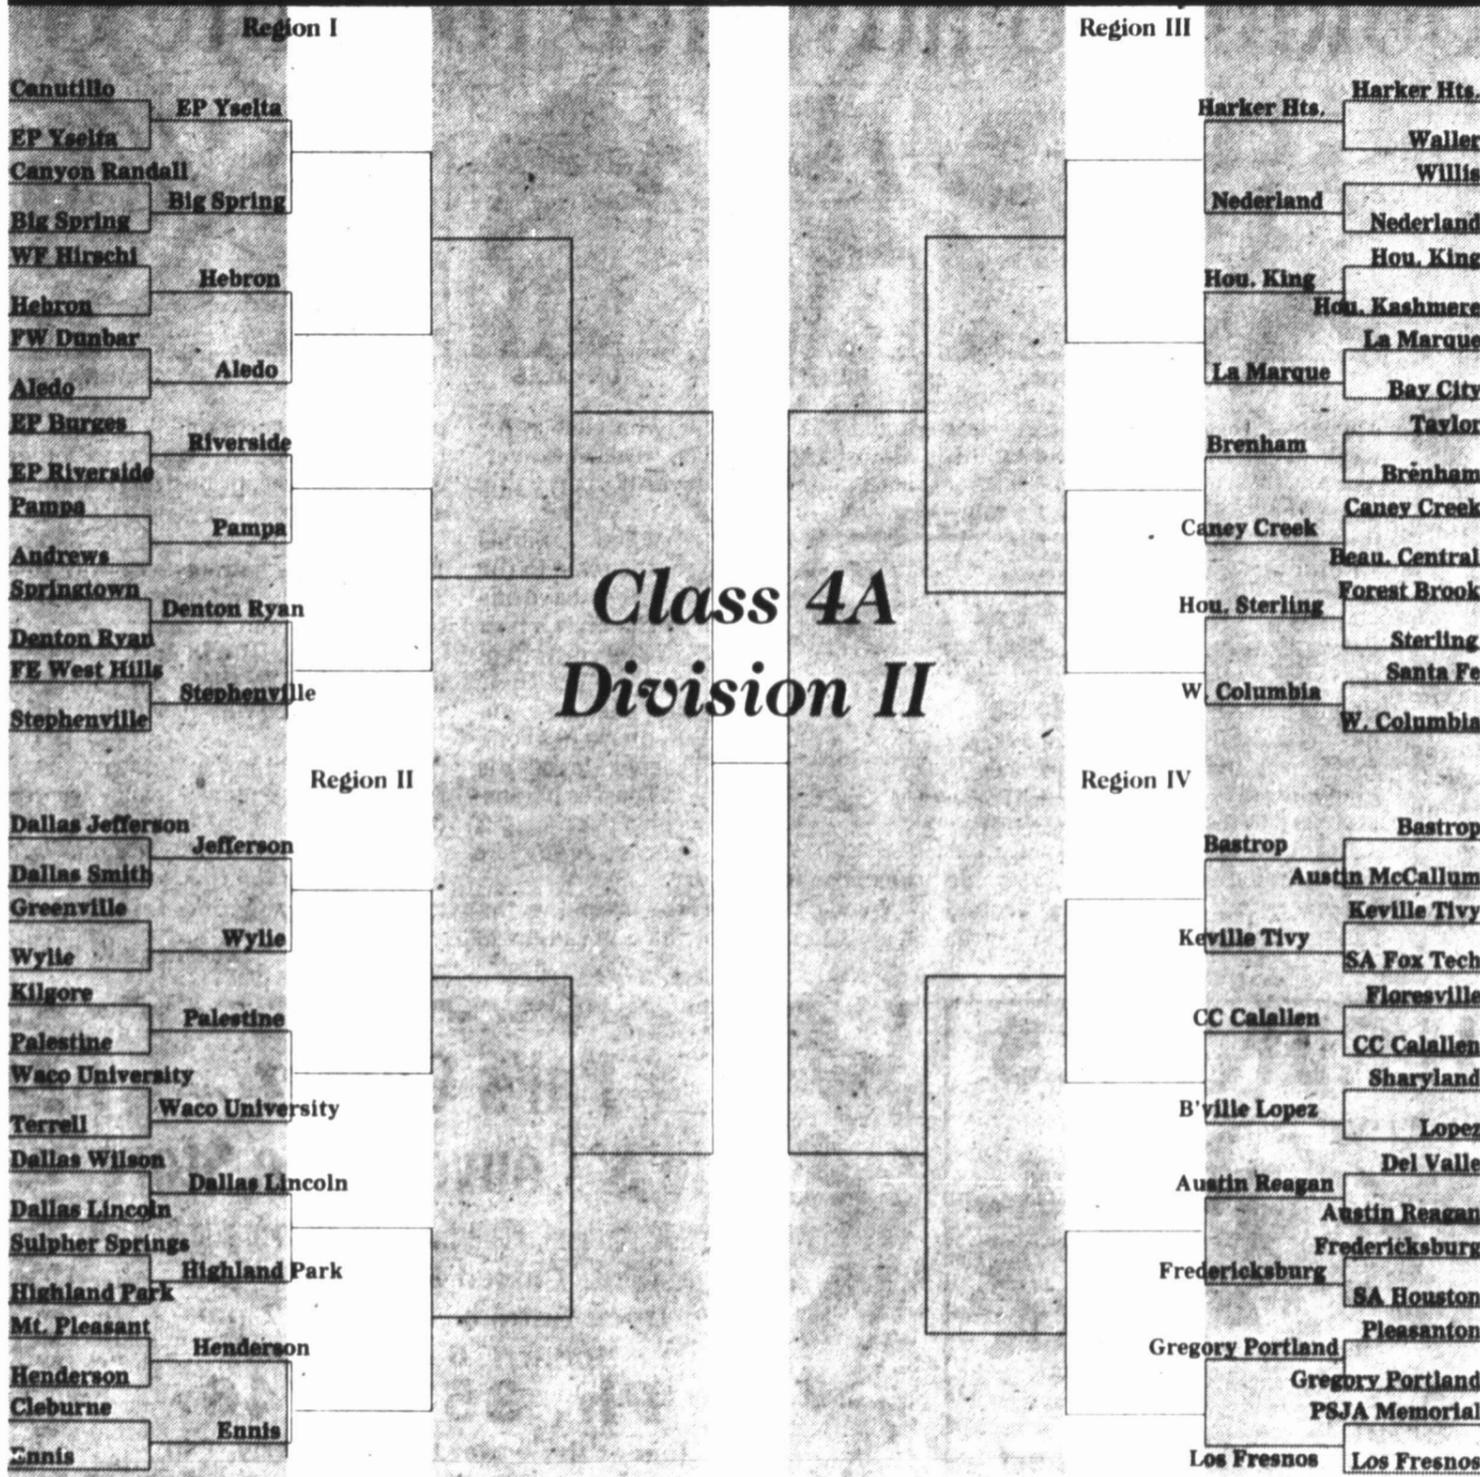 Region I
Canutillo
EP Yselta
EP Yselta
Canyon Randall
Big Spring
Big Spring
WF Hirschi
Hebron
Hebron
FW Dunbar
Aledo
Aledo
EP Burges
Riverside
EP Riverside
Pampa
Pampa
Andrews
Springtown
Denton Ryan
Denton Ryan
FE West Hills
Stephenville
Stephenville
Region II
Dallas Jefferson
Jefferson
Dallas Smith
Greenville
Wylie
Wylie
Kilgore
Palestine
Palestine
Waco University
Waco University
Terrell
Dallas Wilson
Dallas Lincoln
Dallas Lincoln
Sulpher Springs
Highland Park
Highland Park
Mt. Pleasant
Henderson
Henderson
Cleburne
Ennis
Ennis
Class 4A
Division II
Region III
Harker Hts.
Harker Hts.
Waller
Willis
Nederland
Nederland
Hou. King
Hou. King
Hou. Kashmere
La Marque
La Marque
Bay City
Taylor
Brenham
Brenham
Caney Creek
Caney Creek
Beau. Central
Forest Brook
Hou. Sterling
Sterling
Santa Fe
W. Columbia
W. Columbia
Region IV
Bastrop
Bastrop
Austin McCallum
Keville Tivy
Keville Tivy
SA Fox Tech
Floresville
CC Calallen
CC Calallen
Sharyland
B'ville Lopez
Lopez
Del Valle
Austin Reagan
Austin Reagan
Fredericksburg
Fredericksburg
SA Houston
Pleasanton
Gregory Portland
Gregory Portland
PSJA Memorial
Los Fresnos
Los Fresnos